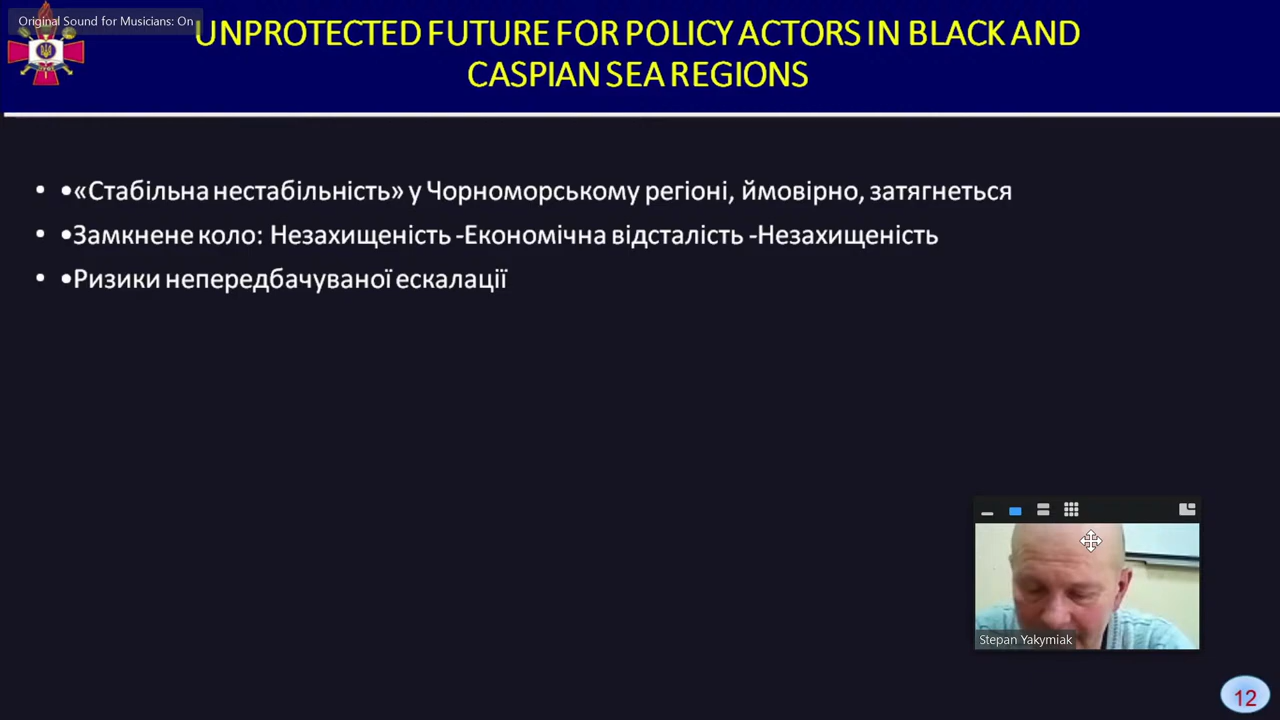 Original Sound for Musicians: On
UNPROTECTED FUTURE FOR POLICY ACTORS IN BLACK AND
CASPIAN SEA REGIONS
• •«Стабільна нестабільність» у Чорноморському регіоні, ймовірно, затягнеться
• •Замкнене коло: Незахищеність -Економічна відсталість -Незахищеність
• •Ризики непередбачуваної ескалації
Stepan Yakymiak
12